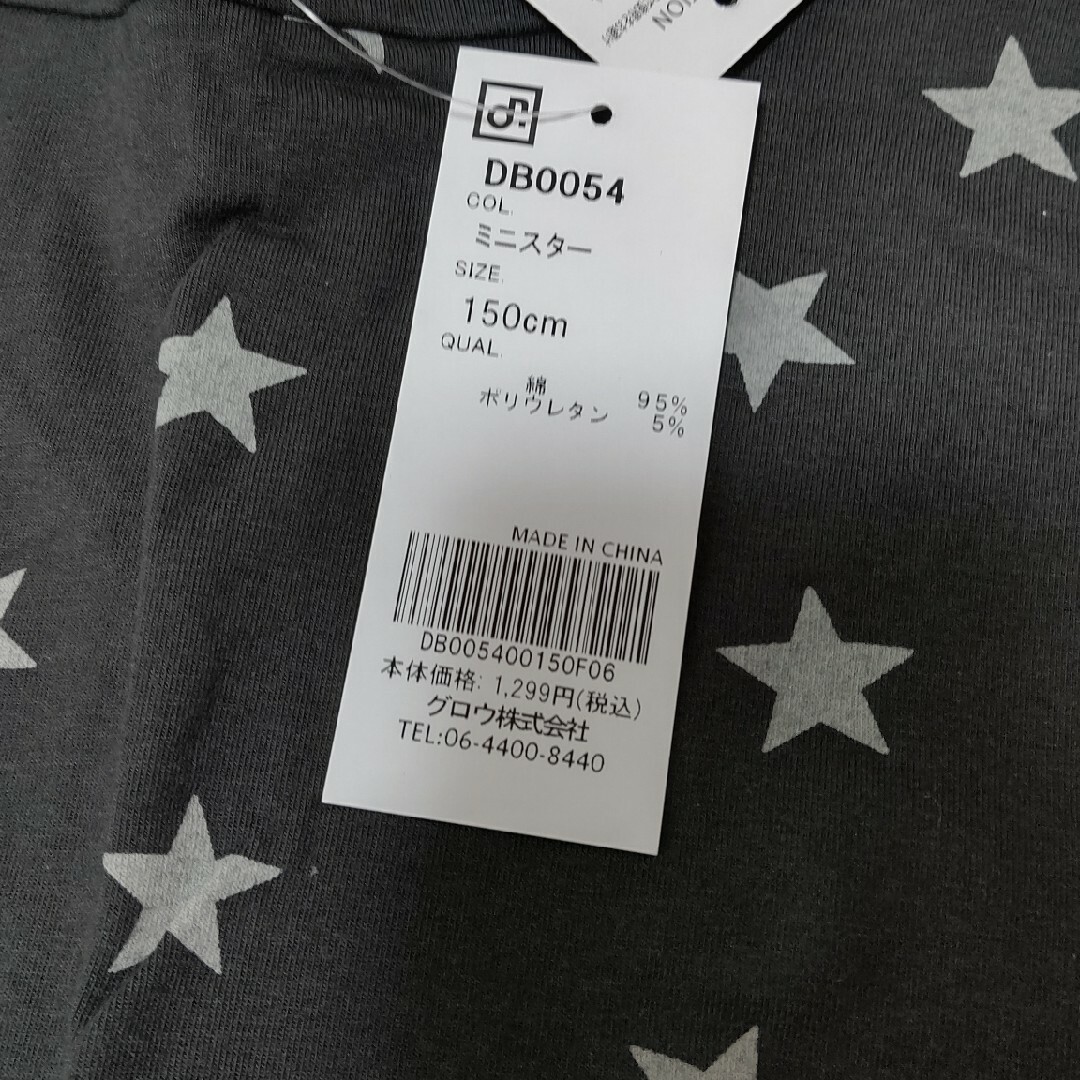 ION
DB0054
COL.
ミニスター
SIZE.
150cm
QUAL.
綿 95%
ポリウレタン 5%
MADE IN CHINA
DB005400150F06
本体価格: 1,299円(税込)
グロウ株式会社
TEL:06-4400-8440